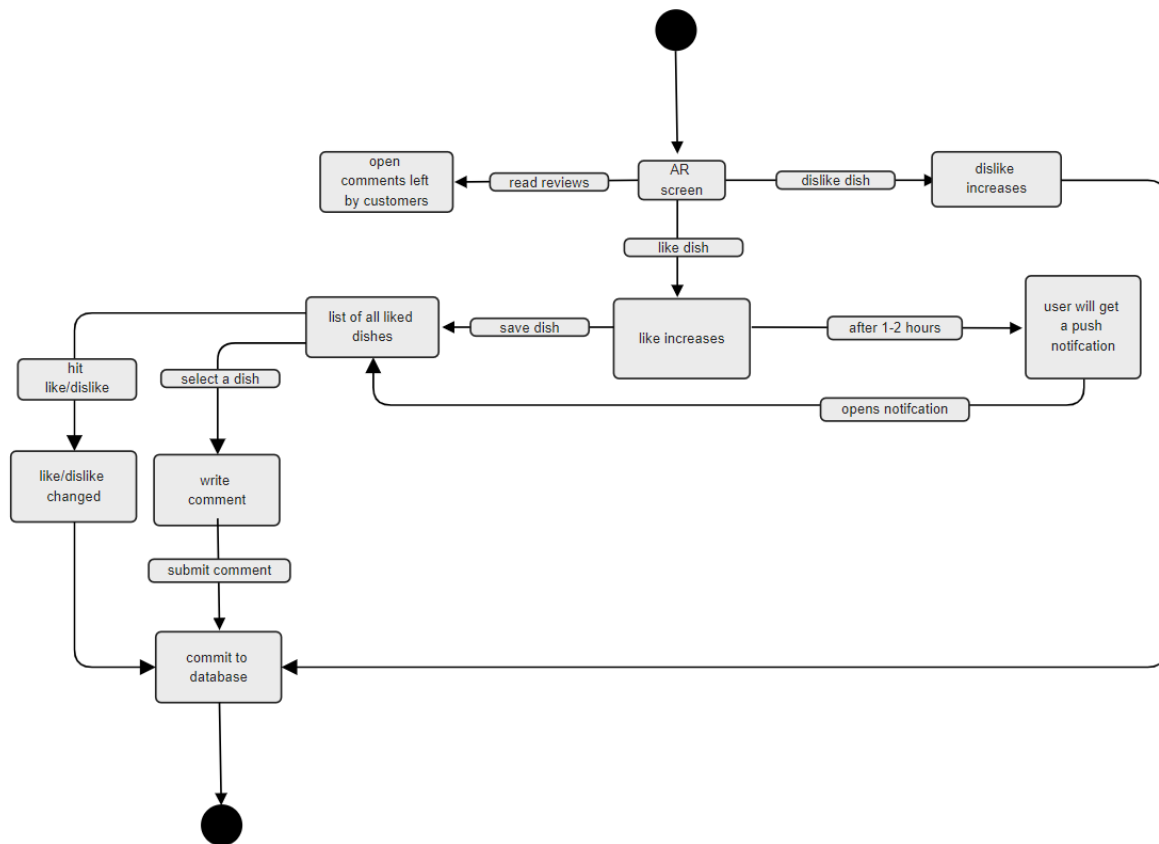 open
comments left
by customers
read reviews
AR
screen
dislike dish
dislike
increases
like dish
list of all liked
dishes
save dish
like increases
after 1-2 hours
user will get
a push
notifcation
hit
like/dislike
select a dish
opens notifcation
like/dislike
changed
write
comment
submit comment
commit to
database